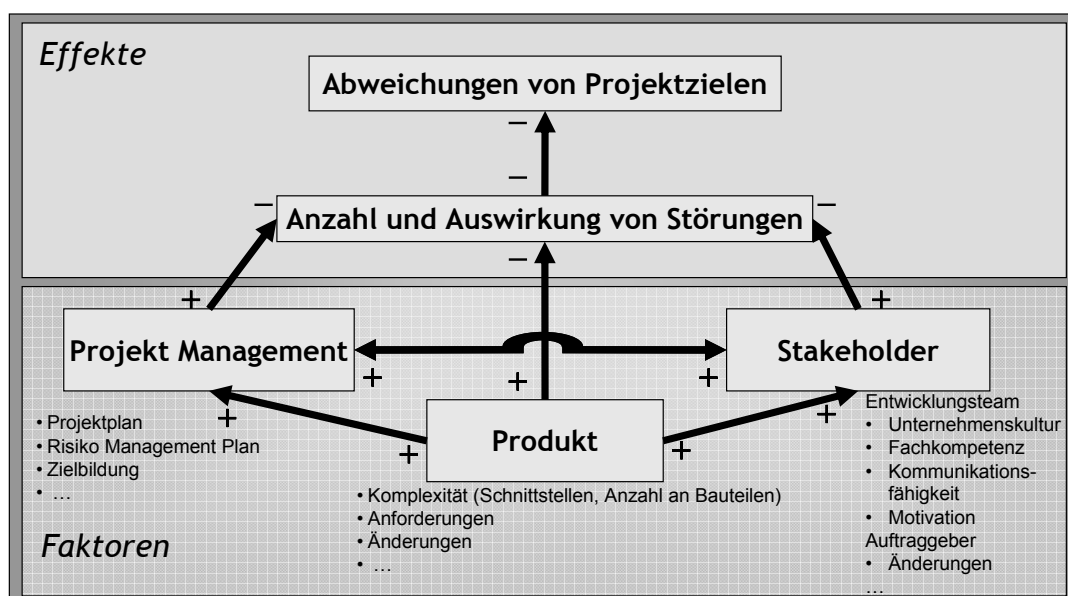 Effekte
Abweichungen von Projektzielen
–
–
– Anzahl und Auswirkung von Störungen –
–
+ +
Projekt Management
Stakeholder
+ + +
+ +
Produkt
+ +
• Projektplan
• Risiko Management Plan
• Zielbildung
• ...
• Komplexität (Schnittstellen, Anzahl an Bauteilen)
• Anforderungen
• Änderungen
• ...
Entwicklungsteam
• Unternehmenskultur
• Fachkompetenz
• Kommunikations-
fähigkeit
• Motivation
Auftraggeber
• Änderungen
...
Faktoren